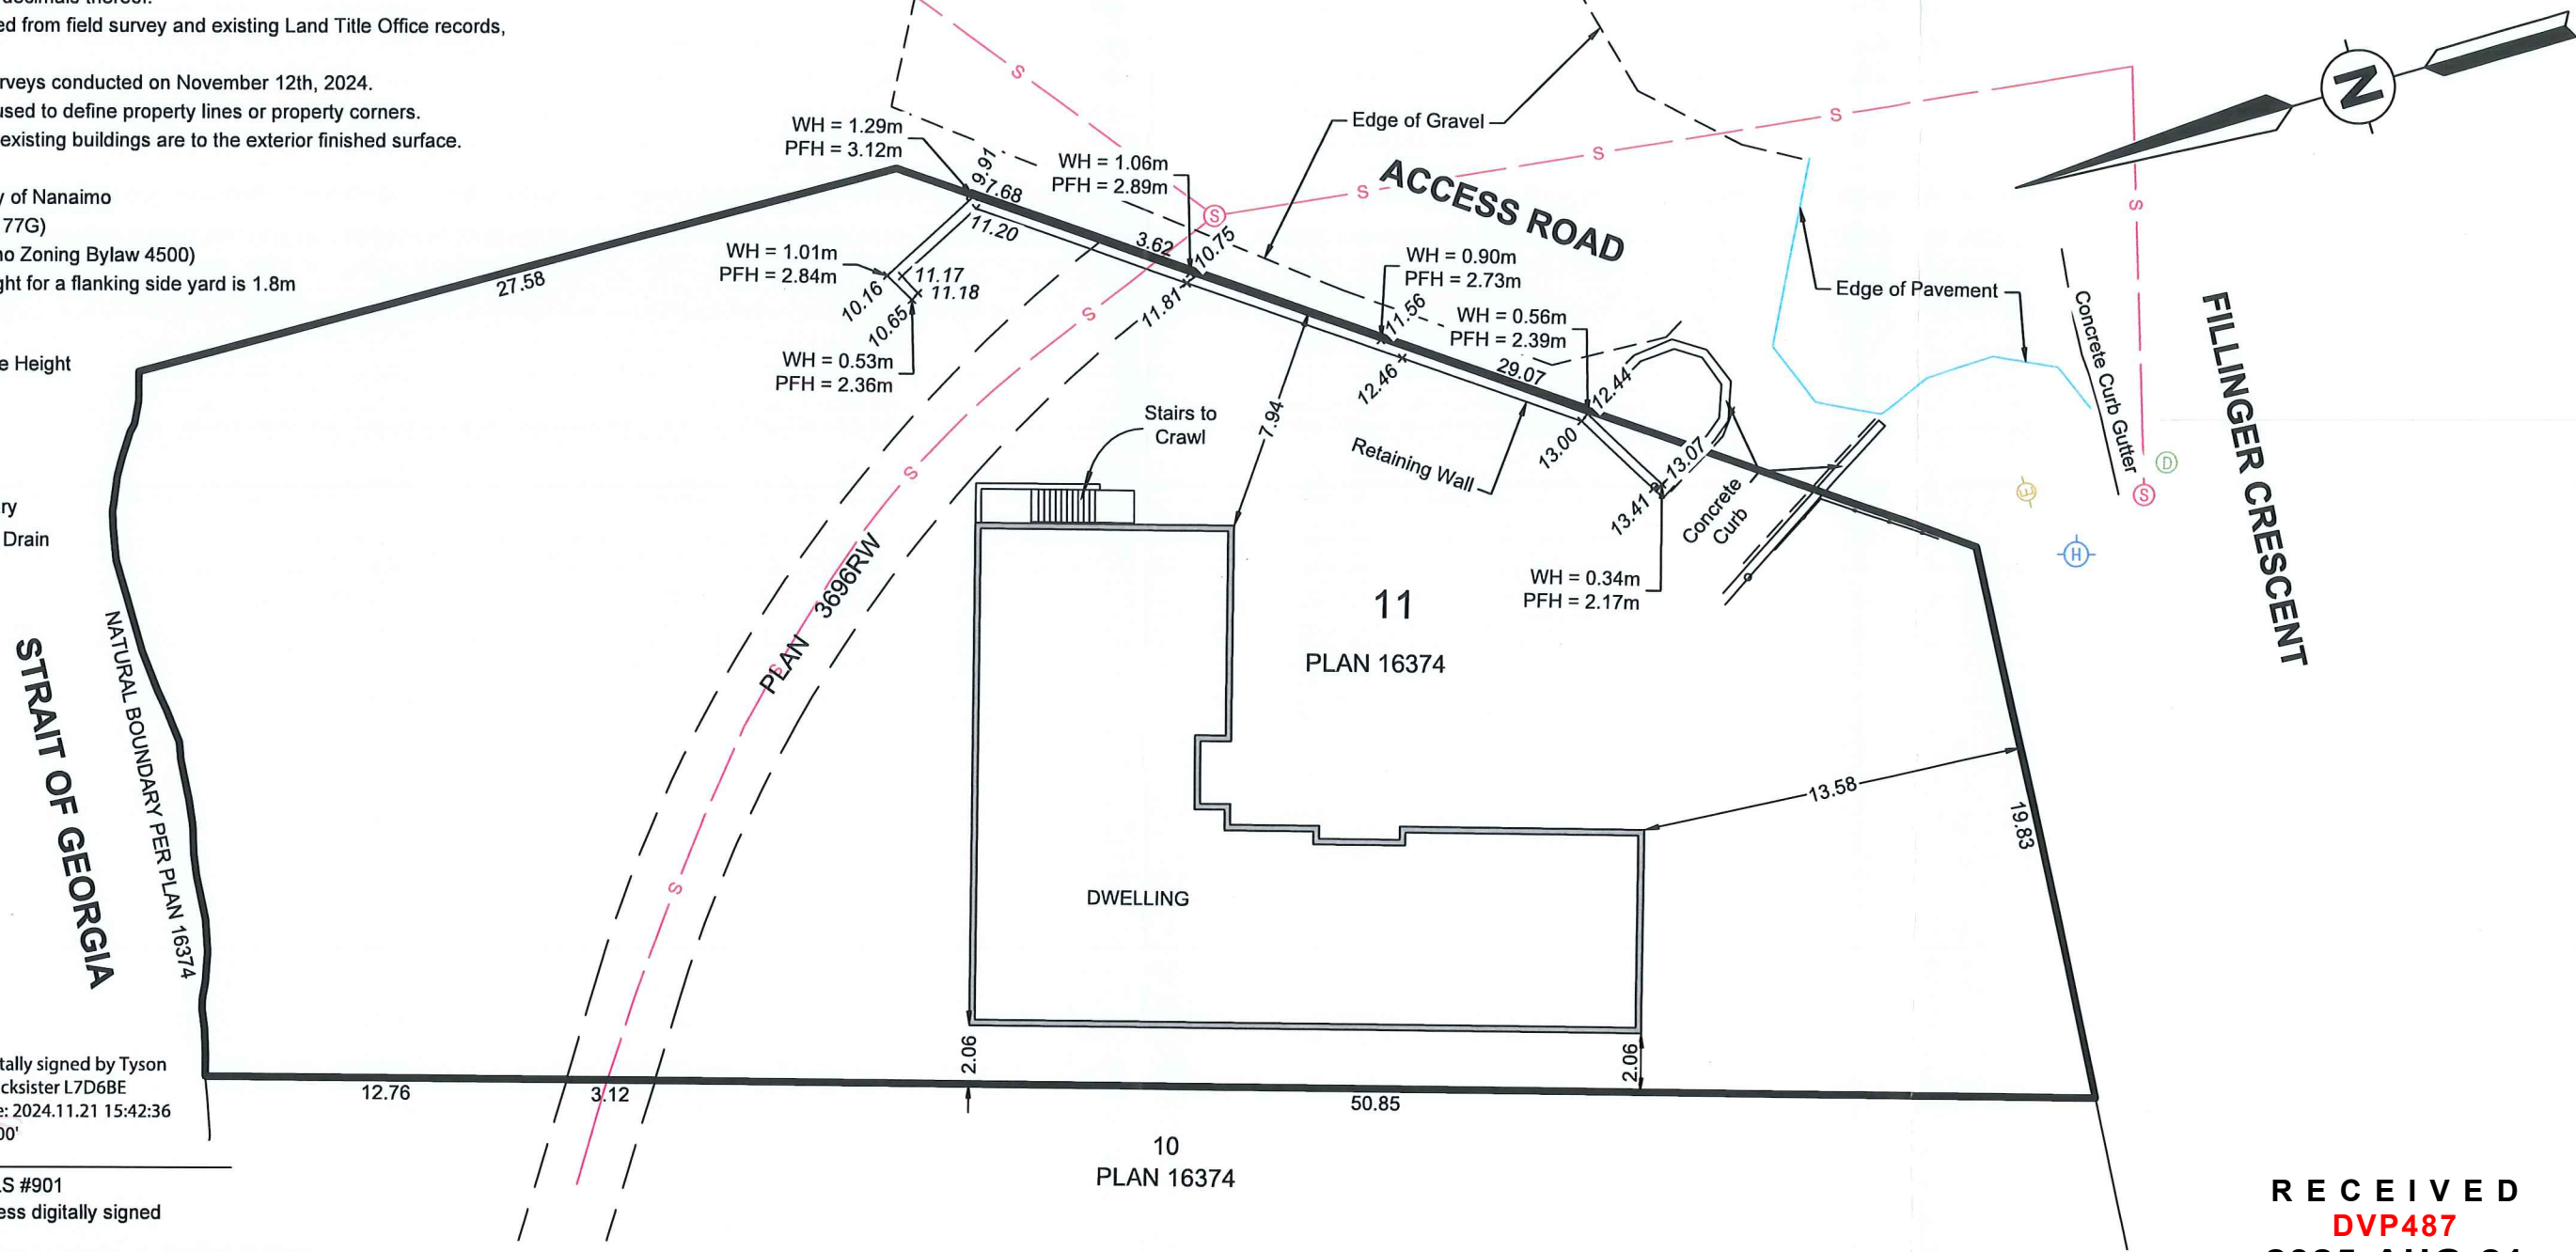 ed from field survey and existing Land Title Office records,
rveys conducted on November 12th, 2024.
used to define property lines or property corners.
existing buildings are to the exterior finished surface.
y of Nanaimo
77G)
no Zoning Bylaw 4500)
ght for a flanking side yard is 1.8m
e Height
ry
Drain
WH = 1.29m
PFH = 3.12m
9.91
7.68
WH = 1.06m
PFH = 2.89m
Edge of Gravel
ACCESS ROAD
N
S
S
S
S
S
S
WH = 1.01m
PFH = 2.84m
11.20
3.62
10.75
11.17
11.18
10.16
10.65
11.81
27.58
WH = 0.53m
PFH = 2.36m
WH = 0.90m
PFH = 2.73m
11.56
WH = 0.56m
PFH = 2.39m
Edge of Pavement
Concrete Curb Gutter
FILLINGER CRESCENT
12.46
29.07
12.44
7.94
Stairs to
Crawl
Retaining Wall
13.00
13.07
13.41
Concrete
Curb
D
S
E
H
WH = 0.34m
PFH = 2.17m
S
S
S
S
PLAN 3696RW
11
PLAN 16374
STRAIT OF GEORGIA
NATURAL BOUNDARY PER PLAN 16374
13.58
19.83
DWELLING
2.06
2.06
12.76
3.12
50.85
10
PLAN 16374
tally signed by Tyson
cksister L7D6BE
e: 2024.11.21 15:42:36
00'
LS #901
ess digitally signed
RECEIVED
DVP487